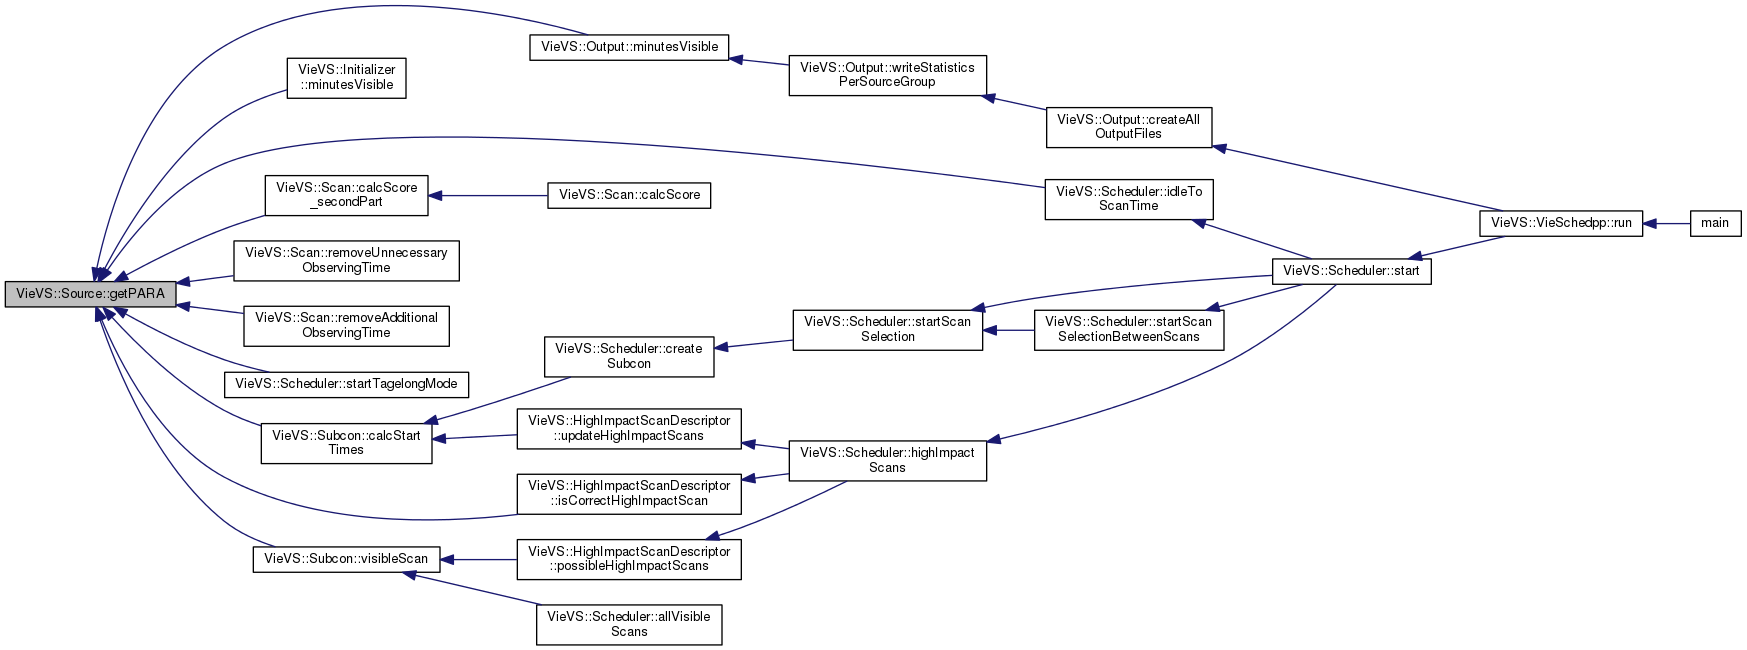 VieVS::Source::getPARA
VieVS::Output::minutesVisible
VieVS::Output::writeStatistics
PerSourceGroup
VieVS::Output::createAll
OutputFiles
VieVS::VieSchedpp::run
main
VieVS::Initializer
::minutesVisible
VieVS::Scheduler::idleTo
ScanTime
VieVS::Scheduler::start
VieVS::Scan::calcScore
_secondPart
VieVS::Scan::calcScore
VieVS::Scan::removeUnnecessary
ObservingTime
VieVS::Scan::removeAdditional
ObservingTime
VieVS::Scheduler::startTagelongMode
VieVS::Subcon::calcStart
Times
VieVS::Scheduler::create
Subcon
VieVS::Scheduler::startScan
Selection
VieVS::Scheduler::startScan
SelectionBetweenScans
VieVS::HighImpactScanDescriptor
::updateHighImpactScans
VieVS::Scheduler::highImpact
Scans
VieVS::HighImpactScanDescriptor
::isCorrectHighImpactScan
VieVS::Subcon::visibleScan
VieVS::HighImpactScanDescriptor
::possibleHighImpactScans
VieVS::Scheduler::allVisible
Scans